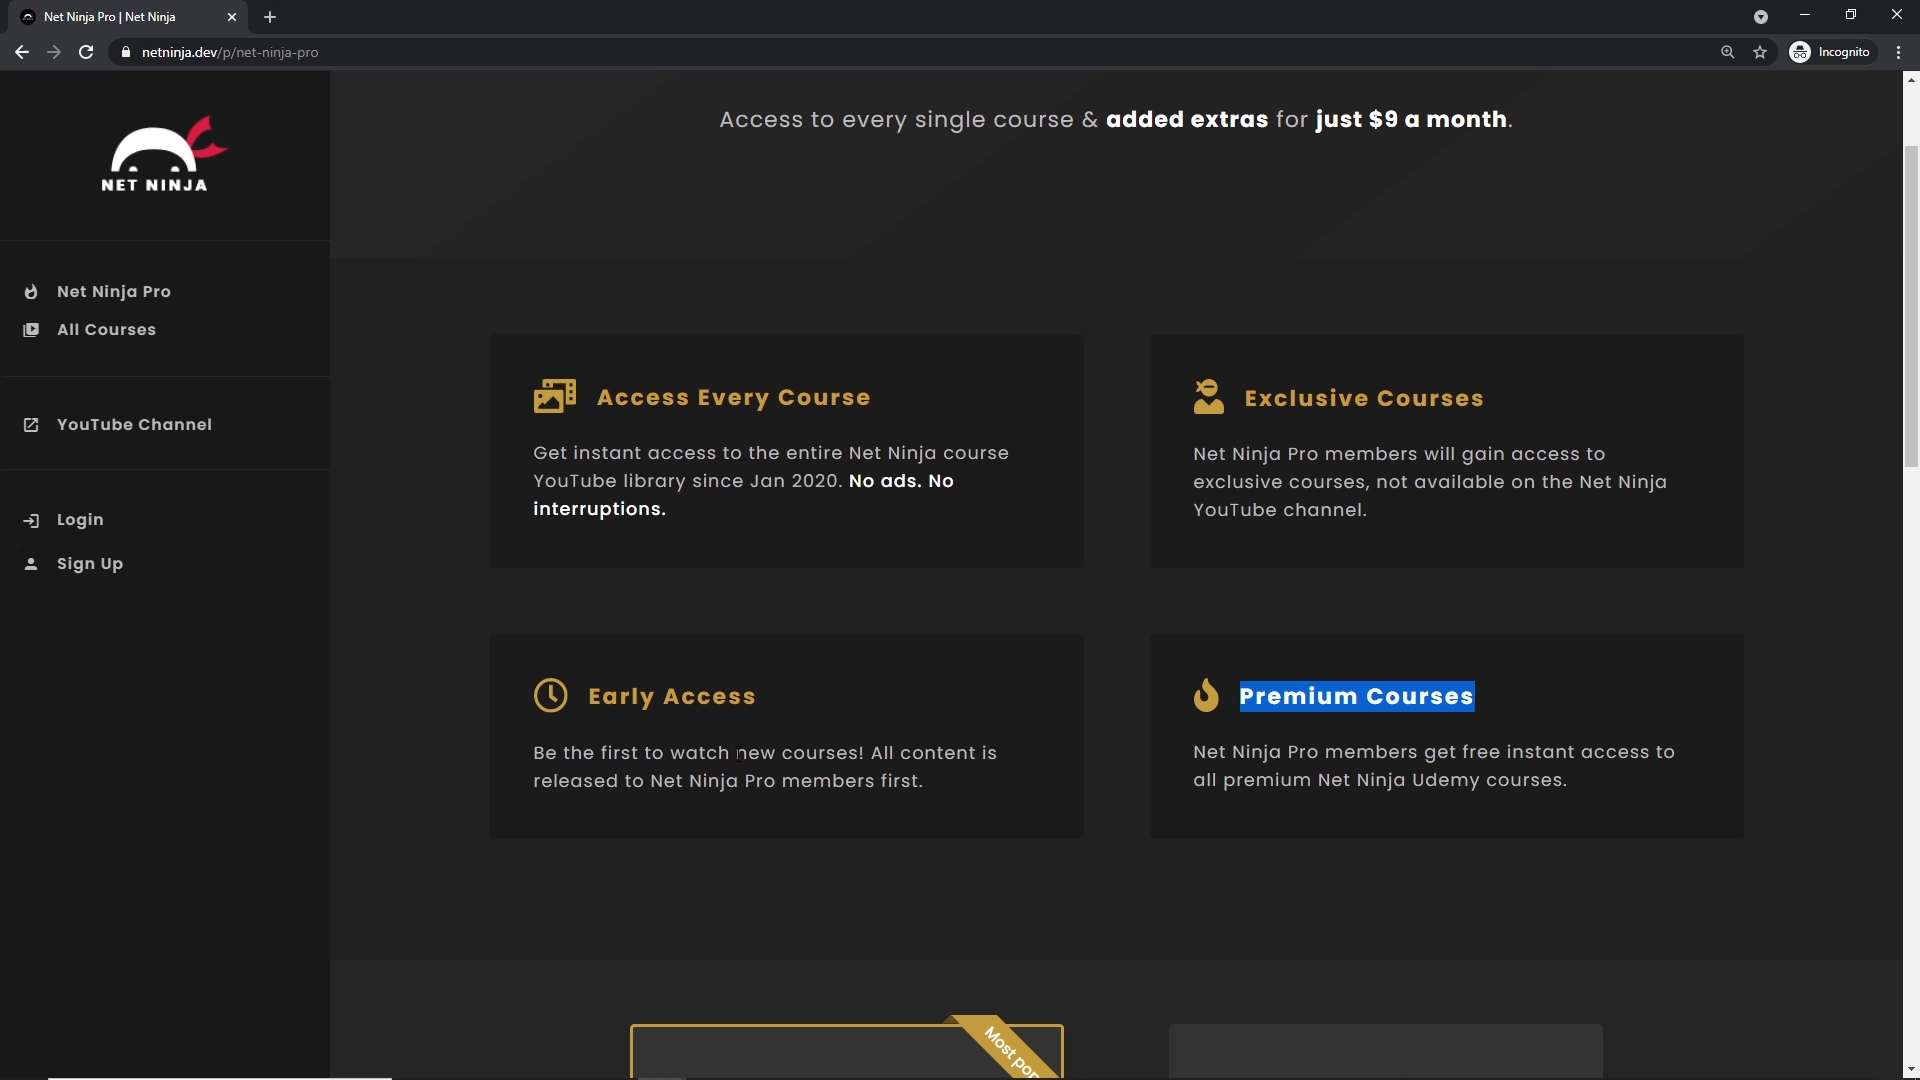 Net Ninja Pro | Net Ninja
netninja.dev/p/net-ninja-pro
Incognito
NET NINJA
Net Ninja Pro
All Courses
YouTube Channel
Login
Sign Up
Access to every single course & added extras for just $9 a month.
Access Every Course
Get instant access to the entire Net Ninja course
YouTube library since Jan 2020. No ads. No
interruptions.
Exclusive Courses
Net Ninja Pro members will gain access to
exclusive courses, not available on the Net Ninja
YouTube channel.
Early Access
Be the first to watch new courses! All content is
released to Net Ninja Pro members first.
Premium Courses
Net Ninja Pro members get free instant access to
all premium Net Ninja Udemy courses.
Most